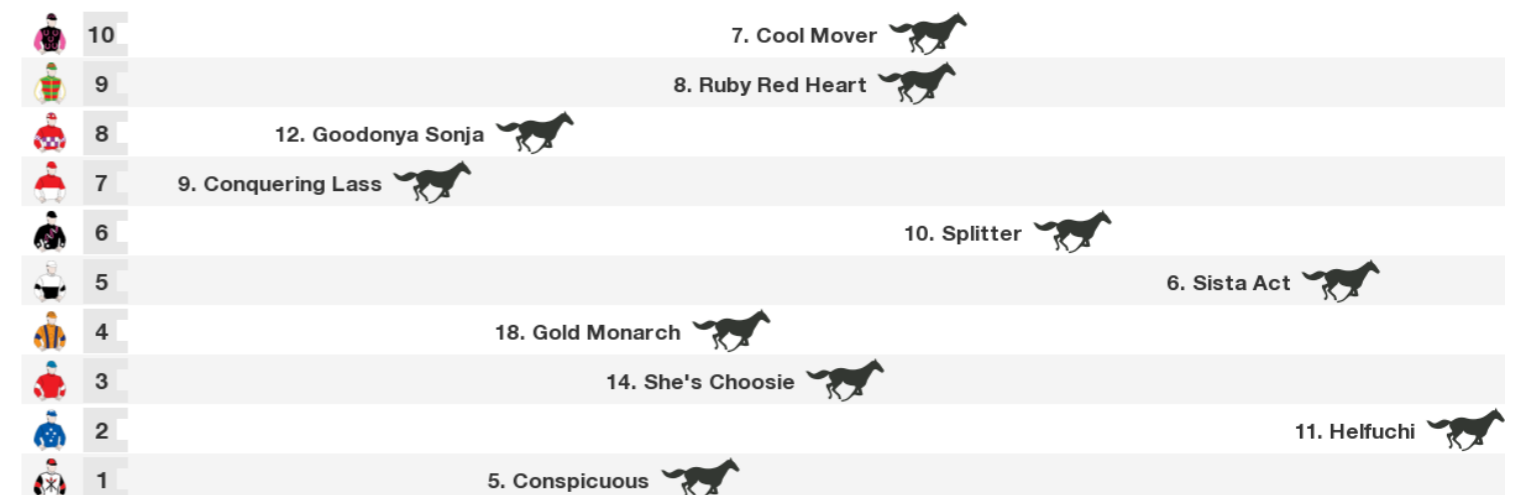 10 7. Cool Mover
9 8. Ruby Red Heart
8 12. Goodonya Sonja
7 9. Conquering Lass
6 10. Splitter
5 6. Sista Act
4 18. Gold Monarch
3 14. She's Choosie
2 11. Helfuchi
1 5. Conspicuous